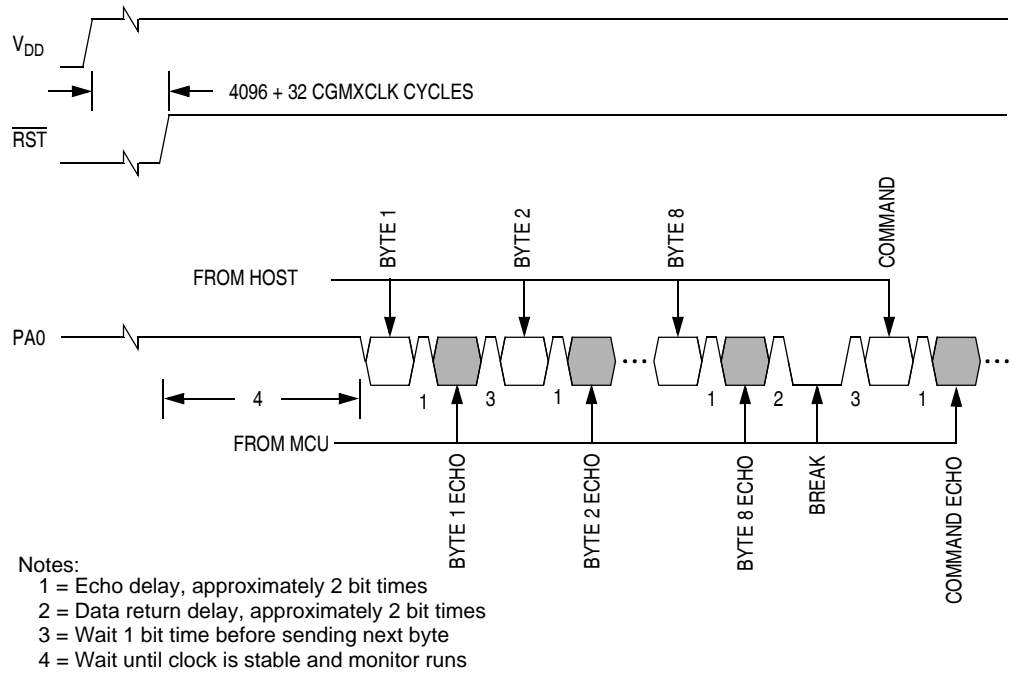 VDD
4096 + 32 CGMXCLK CYCLES
RST
BYTE 1
BYTE 2
BYTE 8
COMMAND
FROM HOST
PA0
4
1
3
1
1
2
3
1
FROM MCU
BYTE 1 ECHO
BYTE 2 ECHO
BYTE 8 ECHO
BREAK
COMMAND ECHO
Notes:
1 = Echo delay, approximately 2 bit times
2 = Data return delay, approximately 2 bit times
3 = Wait 1 bit time before sending next byte
4 = Wait until clock is stable and monitor runs